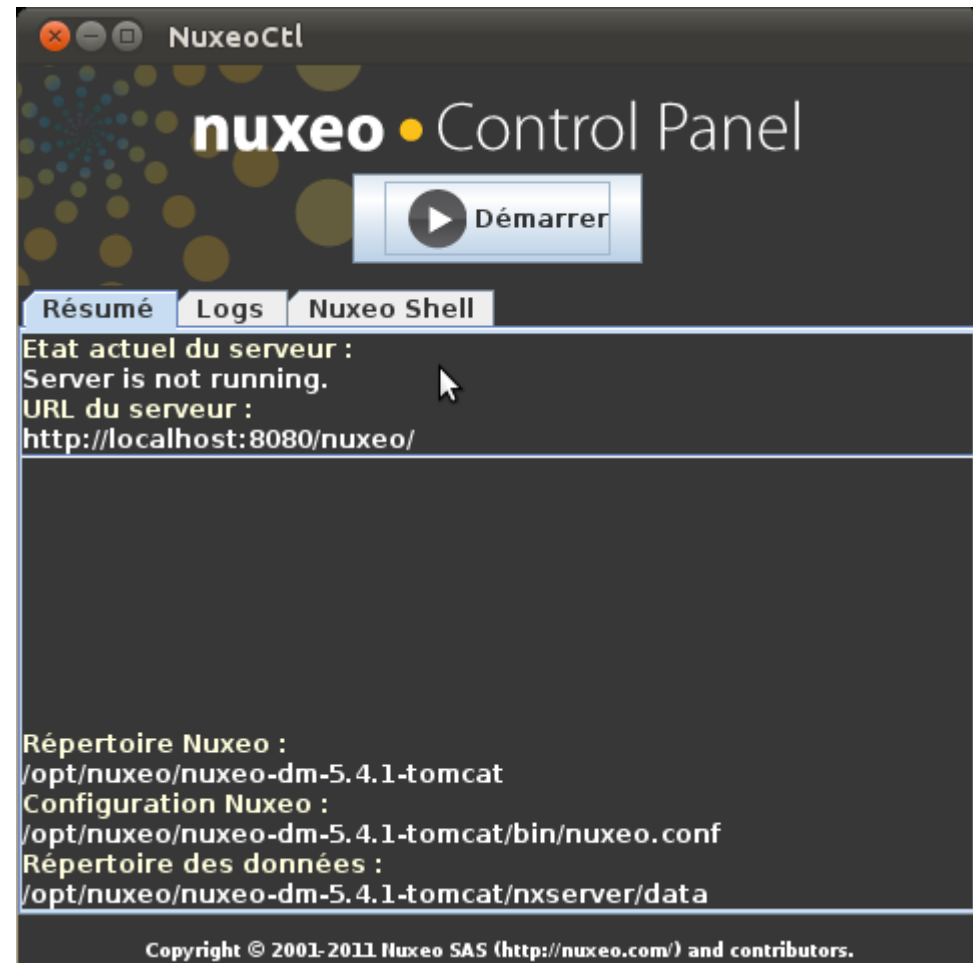 NuxeoCtl
nuxeo • Control Panel
Démarrer
Résumé Logs Nuxeo Shell
Etat actuel du serveur :
Server is not running.
URL du serveur :
http://localhost:8080/nuxeo/
Répertoire Nuxeo :
/opt/nuxeo/nuxeo-dm-5.4.1-tomcat
Configuration Nuxeo :
/opt/nuxeo/nuxeo-dm-5.4.1-tomcat/bin/nuxeo.conf
Répertoire des données :
/opt/nuxeo/nuxeo-dm-5.4.1-tomcat/nxserver/data
Copyright © 2001-2011 Nuxeo SAS (http://nuxeo.com/) and contributors.